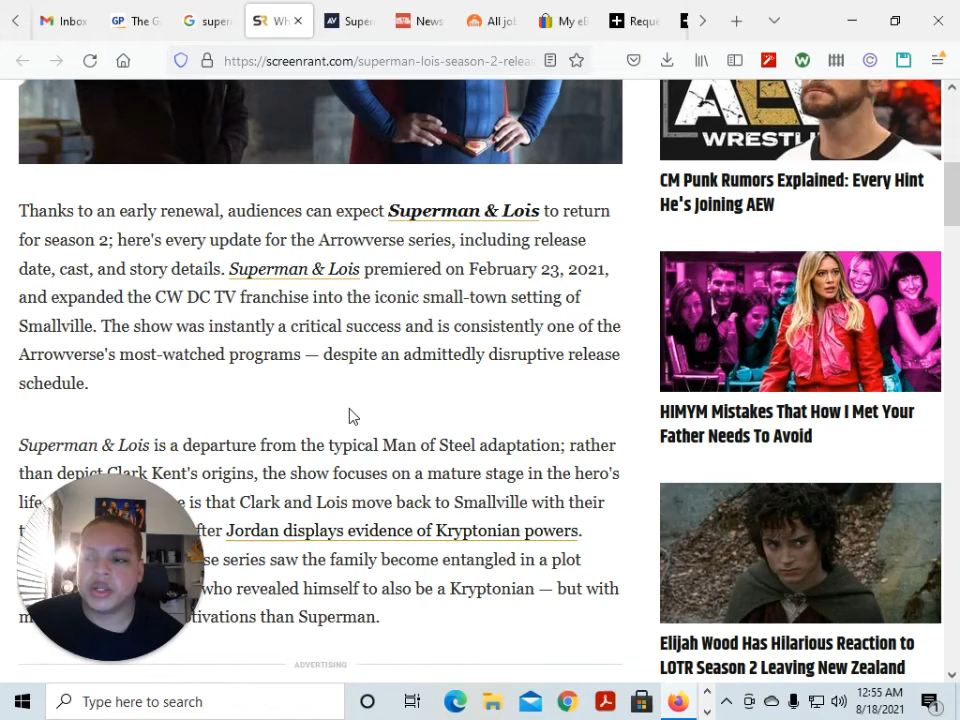 Inbox
The G
super
Wh
Super
News
All jo
My eB
Reque
https://screenrant.com/superman-lois-season-2-relea
Thanks to an early renewal, audiences can expect Superman & Lois to return
for season 2; here's every update for the Arrowverse series, including release
date, cast, and story details. Superman & Lois premiered on February 23, 2021,
and expanded the CW DC TV franchise into the iconic small-town setting of
Smallville. The show was instantly a critical success and is consistently one of the
Arrowverse's most-watched programs — despite an admittedly disruptive release
schedule.
Superman & Lois is a departure from the typical Man of Steel adaptation; rather
than depict Clark Kent's origins, the show focuses on a mature stage in the hero's
life is that Clark and Lois move back to Smallville with their
fter Jordan displays evidence of Kryptonian powers.
se series saw the family become entangled in a plot
who revealed himself to also be a Kryptonian — but with
tivations than Superman.
ADVERTISING
AEW
WRESTL
CM Punk Rumors Explained: Every Hint
He's Joining AEW
HIMYM Mistakes That How I Met Your
Father Needs To Avoid
Elijah Wood Has Hilarious Reaction to
LOTR Season 2 Leaving New Zealand
Type here to search
12:55 AM
8/18/2021